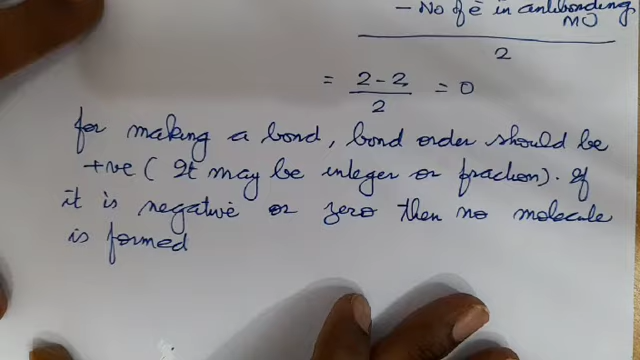 - No of e in antibonding
MO
2
= 2-2 / 2 = 0
for making a bond, bond order should be
+ve ( It may be integer or fraction). If
it is negative or zero then no molecule
is formed